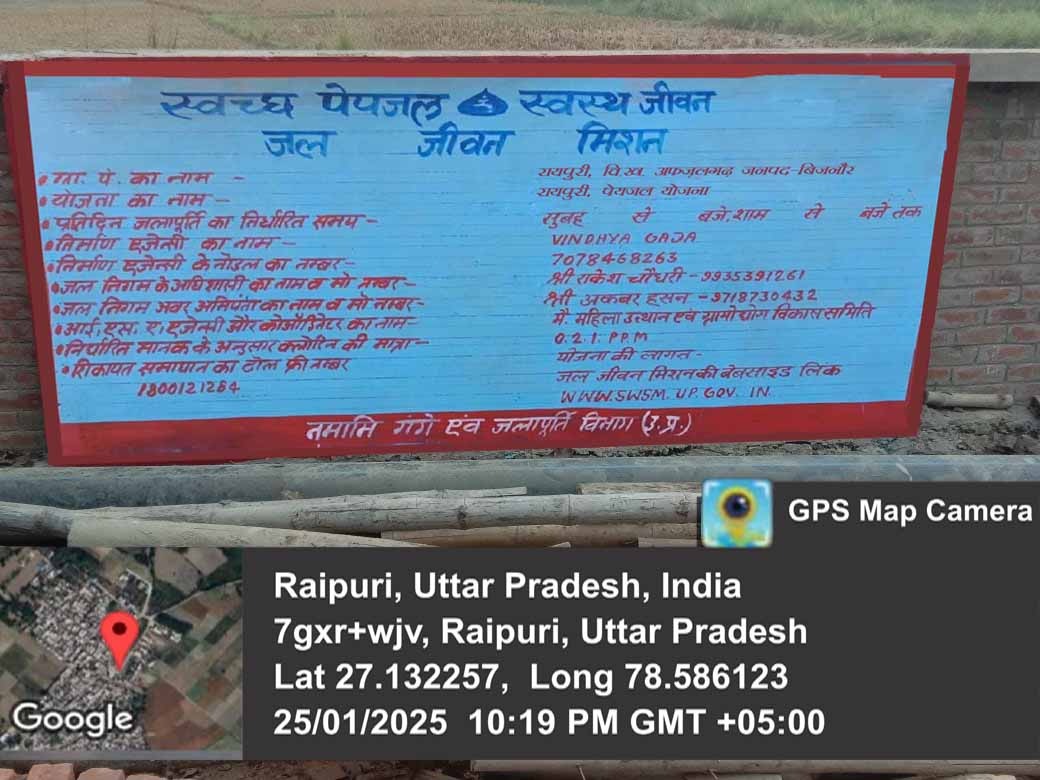 स्वच्छ पेयजल स्वस्थ जीवन
जल जीवन मिशन
• ग्रा. पं. का नाम - रायपुरी, वि.ख. अफजलगढ़ जनपद-बिजनौर
• योजना का नाम - रायपुरी, पेयजल योजना
• प्रतिदिन जलापूर्ति का निर्धारित समय - सुबह से बजे, शाम से बजे तक
• निर्माण एजेन्सी का नाम - VINDHYA GAJA
• निर्माण एजेन्सी के नोडल का नम्बर - 7078468263
• जल निगम के अधिशासी का नाम व मो नम्बर - श्री राकेश चौधरी - 9935391261
• जल निगम अवर अभियंता का नाम व मो नम्बर - श्री अकबर हसन - 9718730432
• आई. एस. ए. एजेन्सी और कोऑर्डिनेटर का नाम - मै. महिला उत्थान एवं ग्रामोद्योग विकास समिति
• निर्धारित मानक के अनुसार क्लोरिन की मात्रा - 0.2 1. P.P.M
• शिकायत समाधान का टोल फ्री नम्बर योजना की लागत -
1800121264 जल जीवन मिशन की बेबसाइड लिंक
WWW.SWSM.UP.GOV.IN.
नमामि गंगे एंव जलापूर्ति विभाग (उ.प्र.)
GPS Map Camera
Raipuri, Uttar Pradesh, India
7gxr+wjv, Raipuri, Uttar Pradesh
Lat 27.132257, Long 78.586123
25/01/2025 10:19 PM GMT +05:00
Google